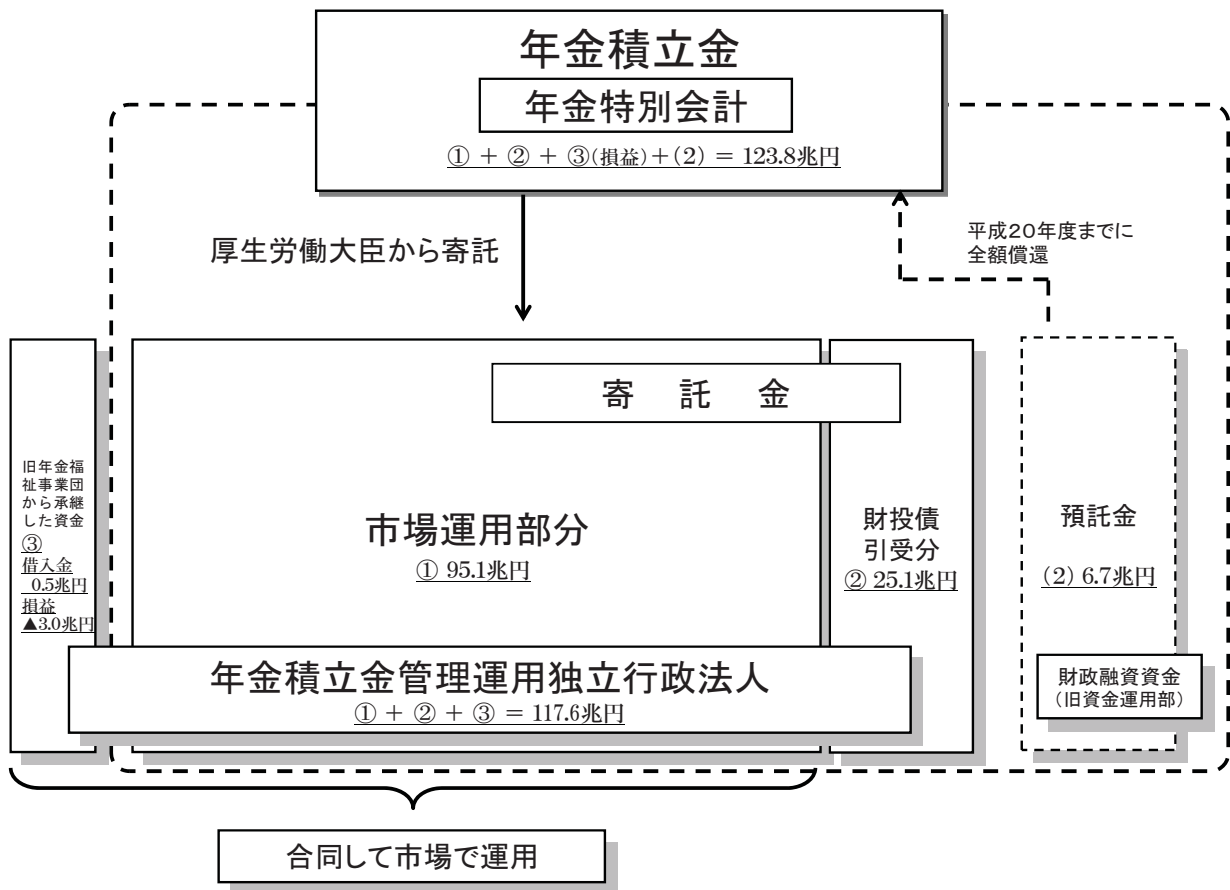 年金積立金
年金特別会計
① + ② + ③(損益)+(2) = 123.8兆円
厚生労働大臣から寄託
平成20年度までに
全額償還
寄 託 金
旧年金福
祉事業団
から承継
した資金
③
借入金
0.5兆円
損益
▲3.0兆円
市場運用部分
① 95.1兆円
財投債
引受分
② 25.1兆円
預託金
(2) 6.7兆円
年金積立金管理運用独立行政法人
① + ② + ③ = 117.6兆円
財政融資資金
(旧資金運用部)
合同して市場で運用